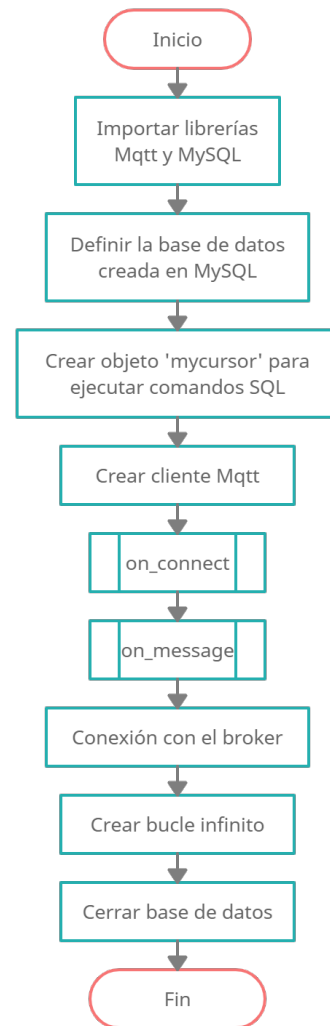 Inicio
Importar librerías
Mqtt y MySQL
Definir la base de datos
creada en MySQL
Crear objeto 'mycursor' para
ejecutar comandos SQL
Crear cliente Mqtt
on_connect
on_message
Conexión con el broker
Crear bucle infinito
Cerrar base de datos
Fin